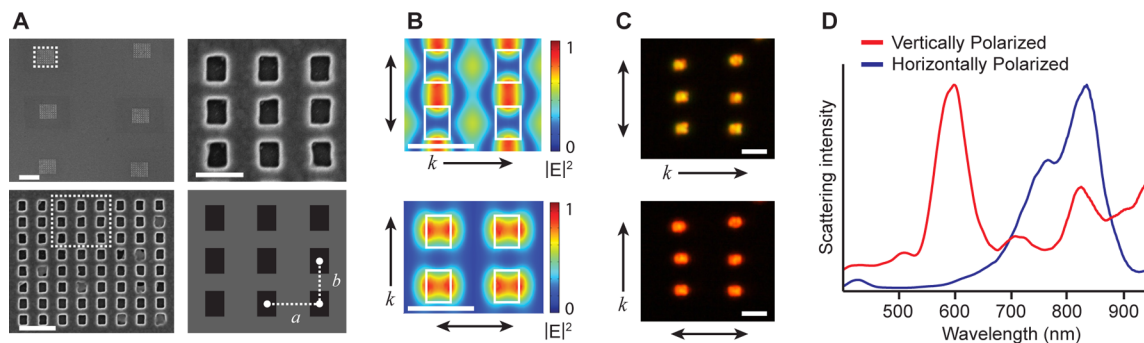 A
B
C
D
a
b
1
0
k
|E|²
1
0
k
|E|²
k
k
Vertically Polarized
Horizontally Polarized
Scattering intensity
500
600
700
800
900
Wavelength (nm)